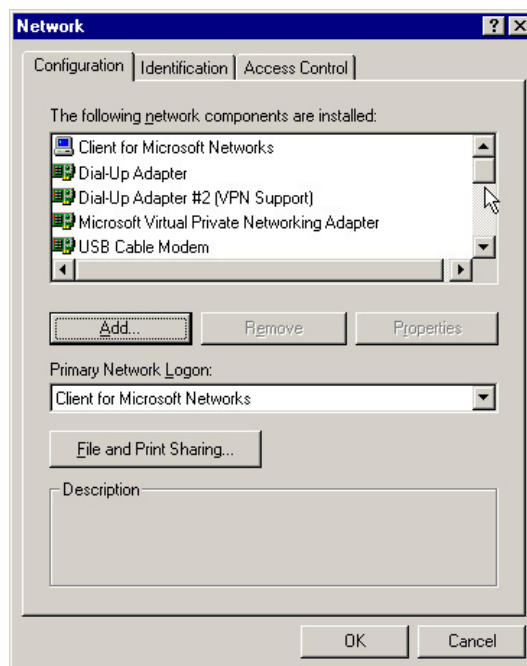 Network
Configuration Identification Access Control
The following network components are installed:
Client for Microsoft Networks
Dial-Up Adapter
Dial-Up Adapter #2 (VPN Support)
Microsoft Virtual Private Networking Adapter
USB Cable Modem
Add... Remove Properties
Primary Network Logon:
Client for Microsoft Networks
File and Print Sharing...
Description
OK Cancel